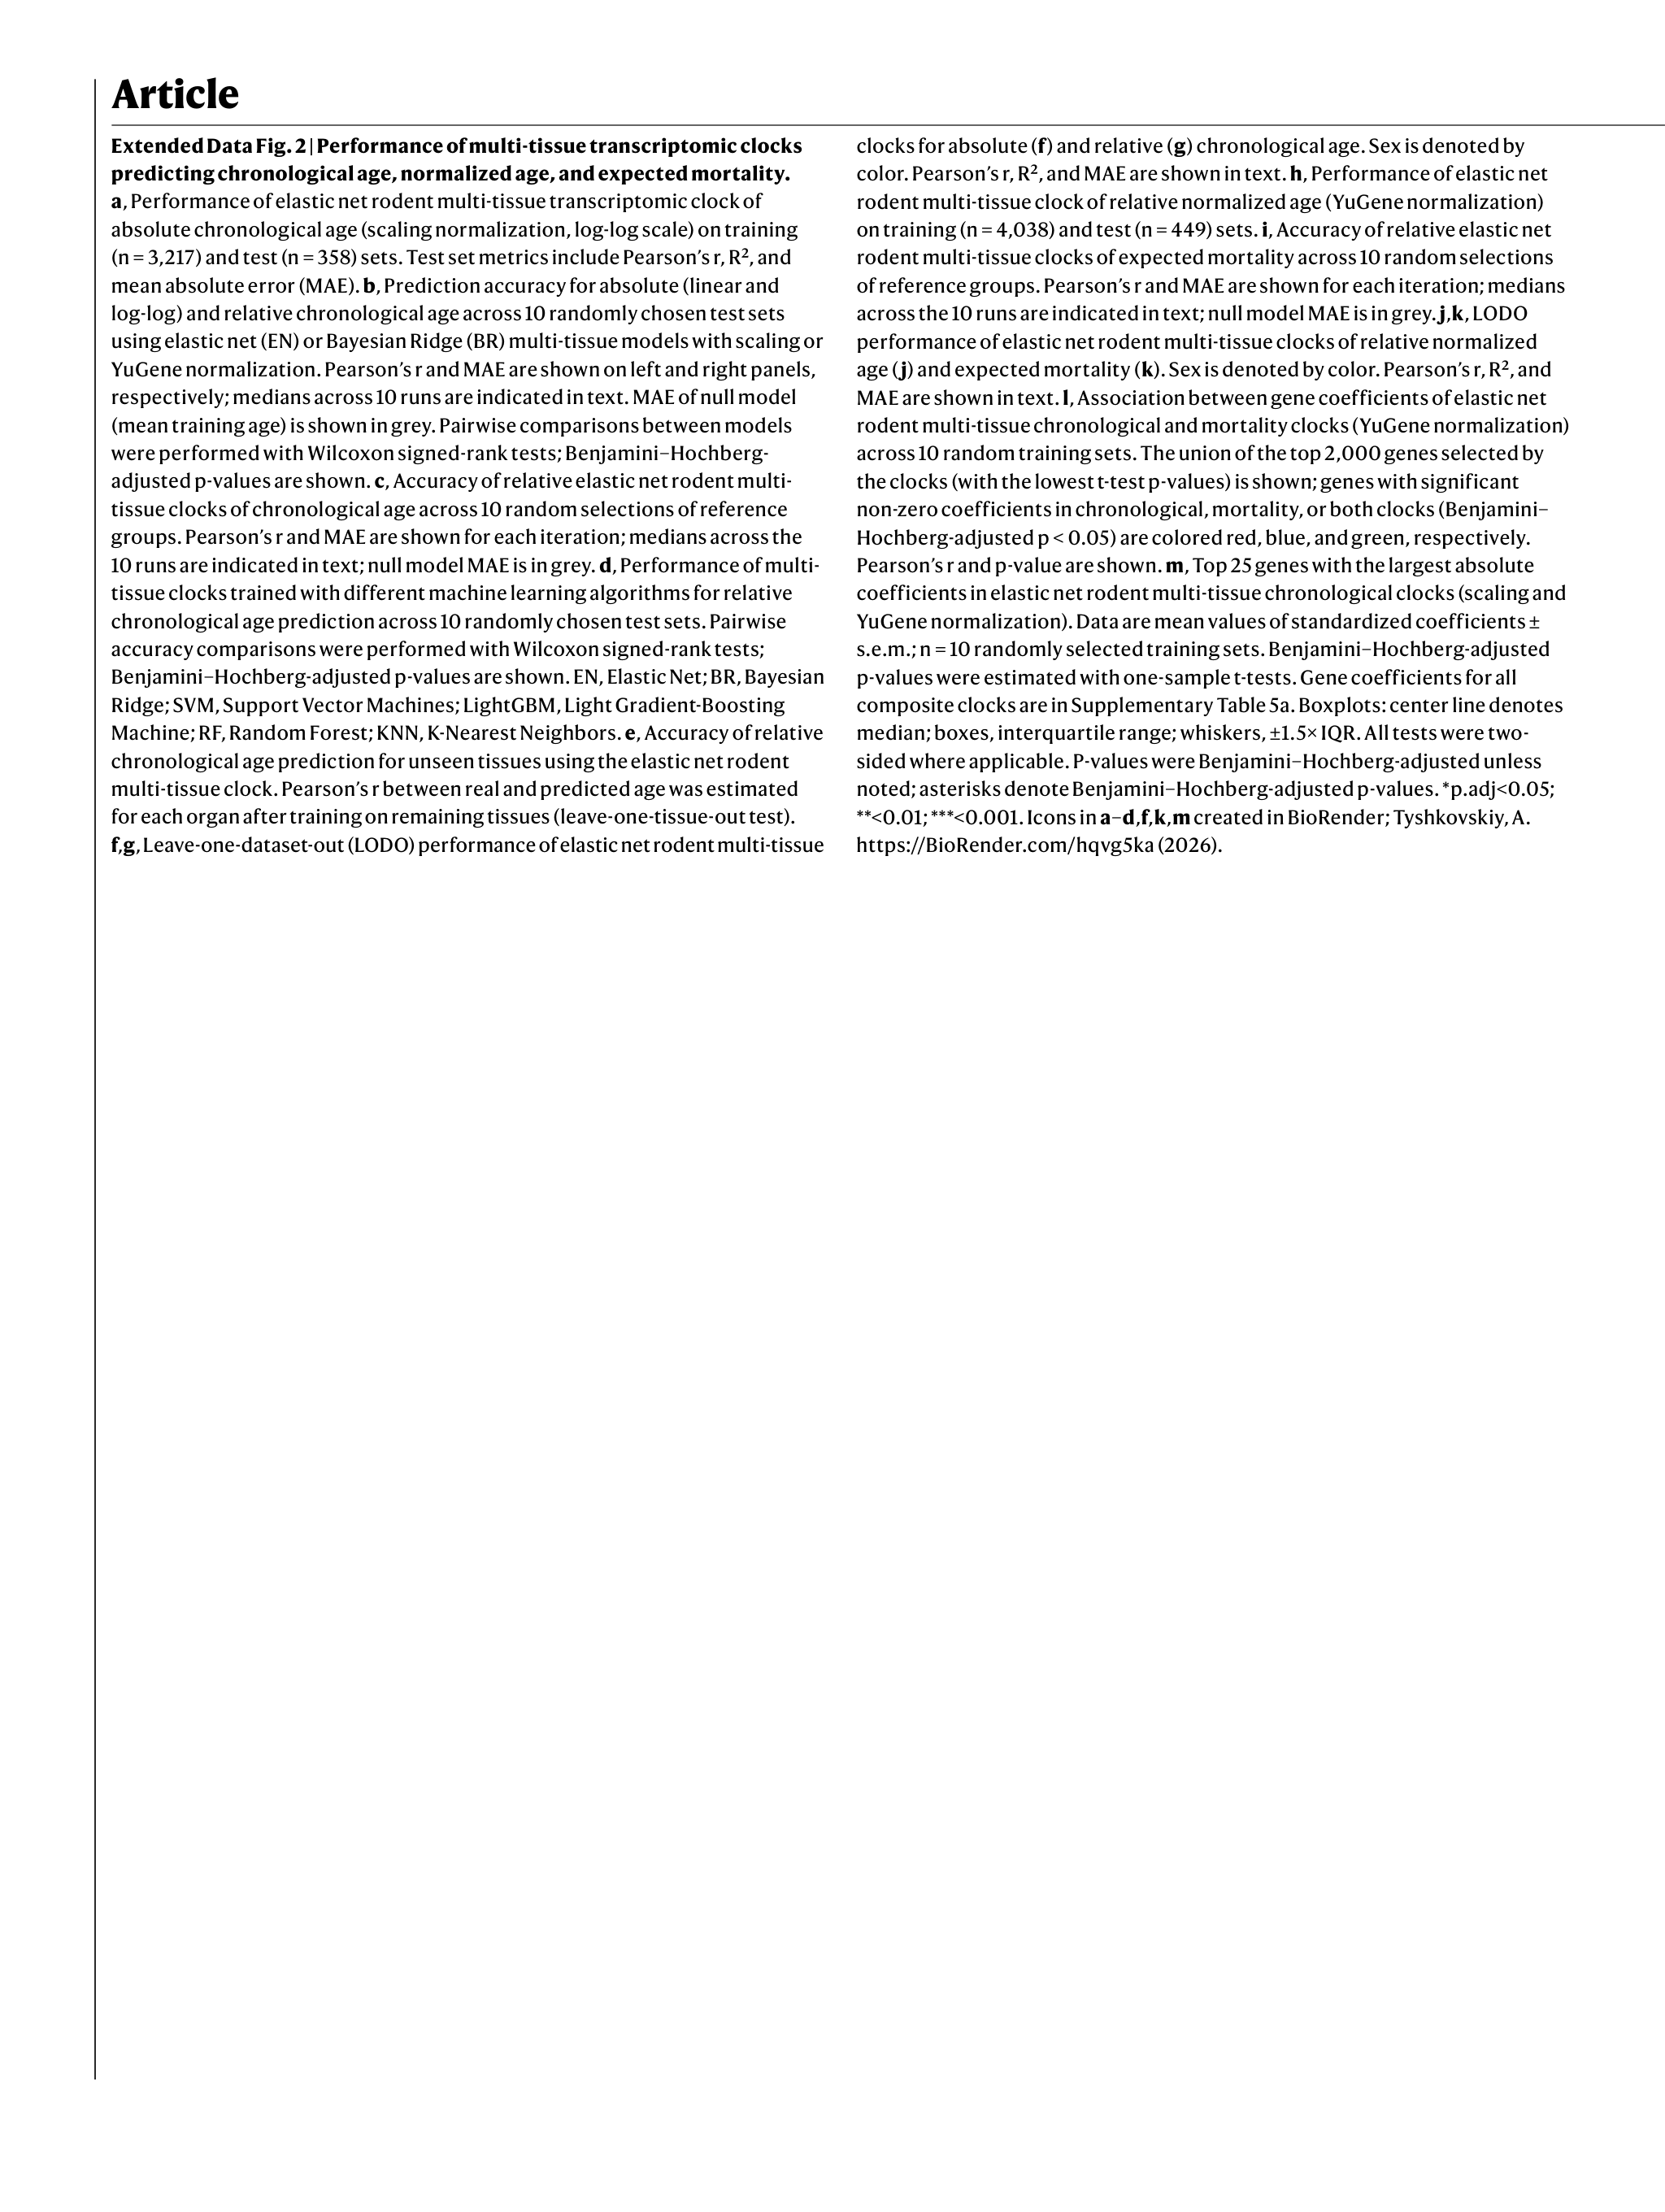 Article
Extended Data Fig. 2 | Performance of multi-tissue transcriptomic clocks
predicting chronological age, normalized age, and expected mortality.
a, Performance of elastic net rodent multi-tissue transcriptomic clock of
absolute chronological age (scaling normalization, log-log scale) on training
(n = 3,217) and test (n = 358) sets. Test set metrics include Pearson's r, R², and
mean absolute error (MAE). b, Prediction accuracy for absolute (linear and
log-log) and relative chronological age across 10 randomly chosen test sets
using elastic net (EN) or Bayesian Ridge (BR) multi-tissue models with scaling or
YuGene normalization. Pearson's r and MAE are shown on left and right panels,
respectively; medians across 10 runs are indicated in text. MAE of null model
(mean training age) is shown in grey. Pairwise comparisons between models
were performed with Wilcoxon signed-rank tests; Benjamini–Hochberg-
adjusted p-values are shown. c, Accuracy of relative elastic net rodent multi-
tissue clocks of chronological age across 10 random selections of reference
groups. Pearson's r and MAE are shown for each iteration; medians across the
10 runs are indicated in text; null model MAE is in grey. d, Performance of multi-
tissue clocks trained with different machine learning algorithms for relative
chronological age prediction across 10 randomly chosen test sets. Pairwise
accuracy comparisons were performed with Wilcoxon signed-rank tests;
Benjamini–Hochberg-adjusted p-values are shown. EN, Elastic Net; BR, Bayesian
Ridge; SVM, Support Vector Machines; LightGBM, Light Gradient-Boosting
Machine; RF, Random Forest; KNN, K-Nearest Neighbors. e, Accuracy of relative
chronological age prediction for unseen tissues using the elastic net rodent
multi-tissue clock. Pearson's r between real and predicted age was estimated
for each organ after training on remaining tissues (leave-one-tissue-out test).
f,g, Leave-one-dataset-out (LODO) performance of elastic net rodent multi-tissue
clocks for absolute (f) and relative (g) chronological age. Sex is denoted by
color. Pearson's r, R², and MAE are shown in text. h, Performance of elastic net
rodent multi-tissue clock of relative normalized age (YuGene normalization)
on training (n = 4,038) and test (n = 449) sets. i, Accuracy of relative elastic net
rodent multi-tissue clocks of expected mortality across 10 random selections
of reference groups. Pearson's r and MAE are shown for each iteration; medians
across the 10 runs are indicated in text; null model MAE is in grey. j,k, LODO
performance of elastic net rodent multi-tissue clocks of relative normalized
age (j) and expected mortality (k). Sex is denoted by color. Pearson's r, R², and
MAE are shown in text. l, Association between gene coefficients of elastic net
rodent multi-tissue chronological and mortality clocks (YuGene normalization)
across 10 random training sets. The union of the top 2,000 genes selected by
the clocks (with the lowest t-test p-values) is shown; genes with significant
non-zero coefficients in chronological, mortality, or both clocks (Benjamini–
Hochberg-adjusted p < 0.05) are colored red, blue, and green, respectively.
Pearson's r and p-value are shown. m, Top 25 genes with the largest absolute
coefficients in elastic net rodent multi-tissue chronological clocks (scaling and
YuGene normalization). Data are mean values of standardized coefficients ±
s.e.m.; n = 10 randomly selected training sets. Benjamini–Hochberg-adjusted
p-values were estimated with one-sample t-tests. Gene coefficients for all
composite clocks are in Supplementary Table 5a. Boxplots: center line denotes
median; boxes, interquartile range; whiskers, ±1.5× IQR. All tests were two-
sided where applicable. P-values were Benjamini–Hochberg-adjusted unless
noted; asterisks denote Benjamini–Hochberg-adjusted p-values. *p.adj<0.05;
**<0.01; ***<0.001. Icons in a–d,f,k,m created in BioRender; Tyshkovskiy, A.
https://BioRender.com/hqvg5ka (2026).